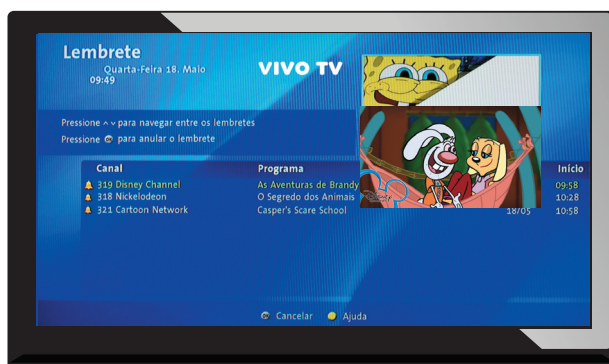 Lembrete
Quarta-Feira 18. Maio
09:49
VIVO TV
Pressione para navegar entre os lembretes
Pressione OK para anular o lembrete
Canal Programa Início
319 Disney Channel As Aventuras de Brandy 09:58
318 Nickelodeon O Segredo dos Animais 10:28
321 Cartoon Network Casper's Scare School 18/05 10:58
Cancelar Ajuda